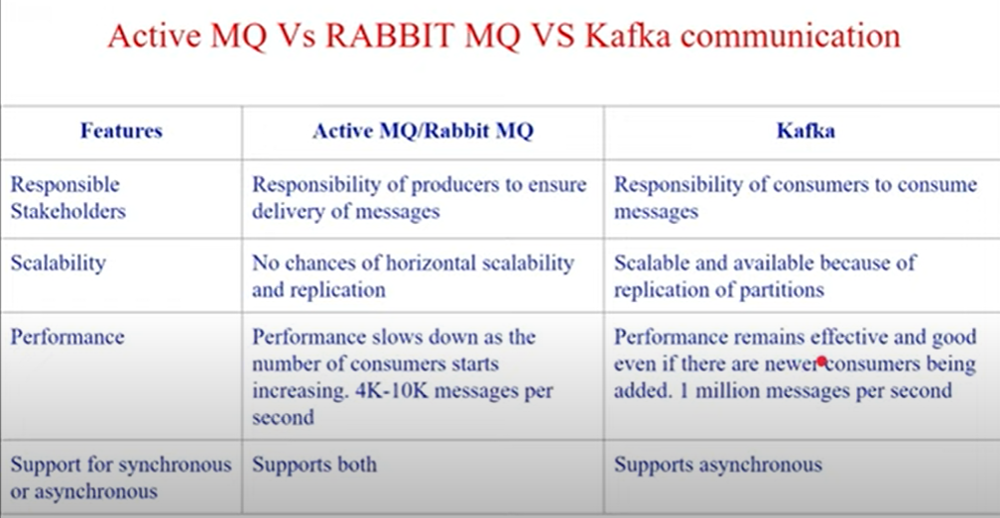 Active MQ Vs RABBIT MQ VS Kafka communication
Features
Active MQ/Rabbit MQ
Kafka
Responsible
Stakeholders
Responsibility of producers to ensure
delivery of messages
Responsibility of consumers to consume
messages
Scalability
No chances of horizontal scalability
and replication
Scalable and available because of
replication of partitions
Performance
Performance slows down as the
number of consumers starts
increasing. 4K-10K messages per
second
Performance remains effective and good
even if there are newer consumers being
added. 1 million messages per second
Support for synchronous
or asynchronous
Supports both
Supports asynchronous